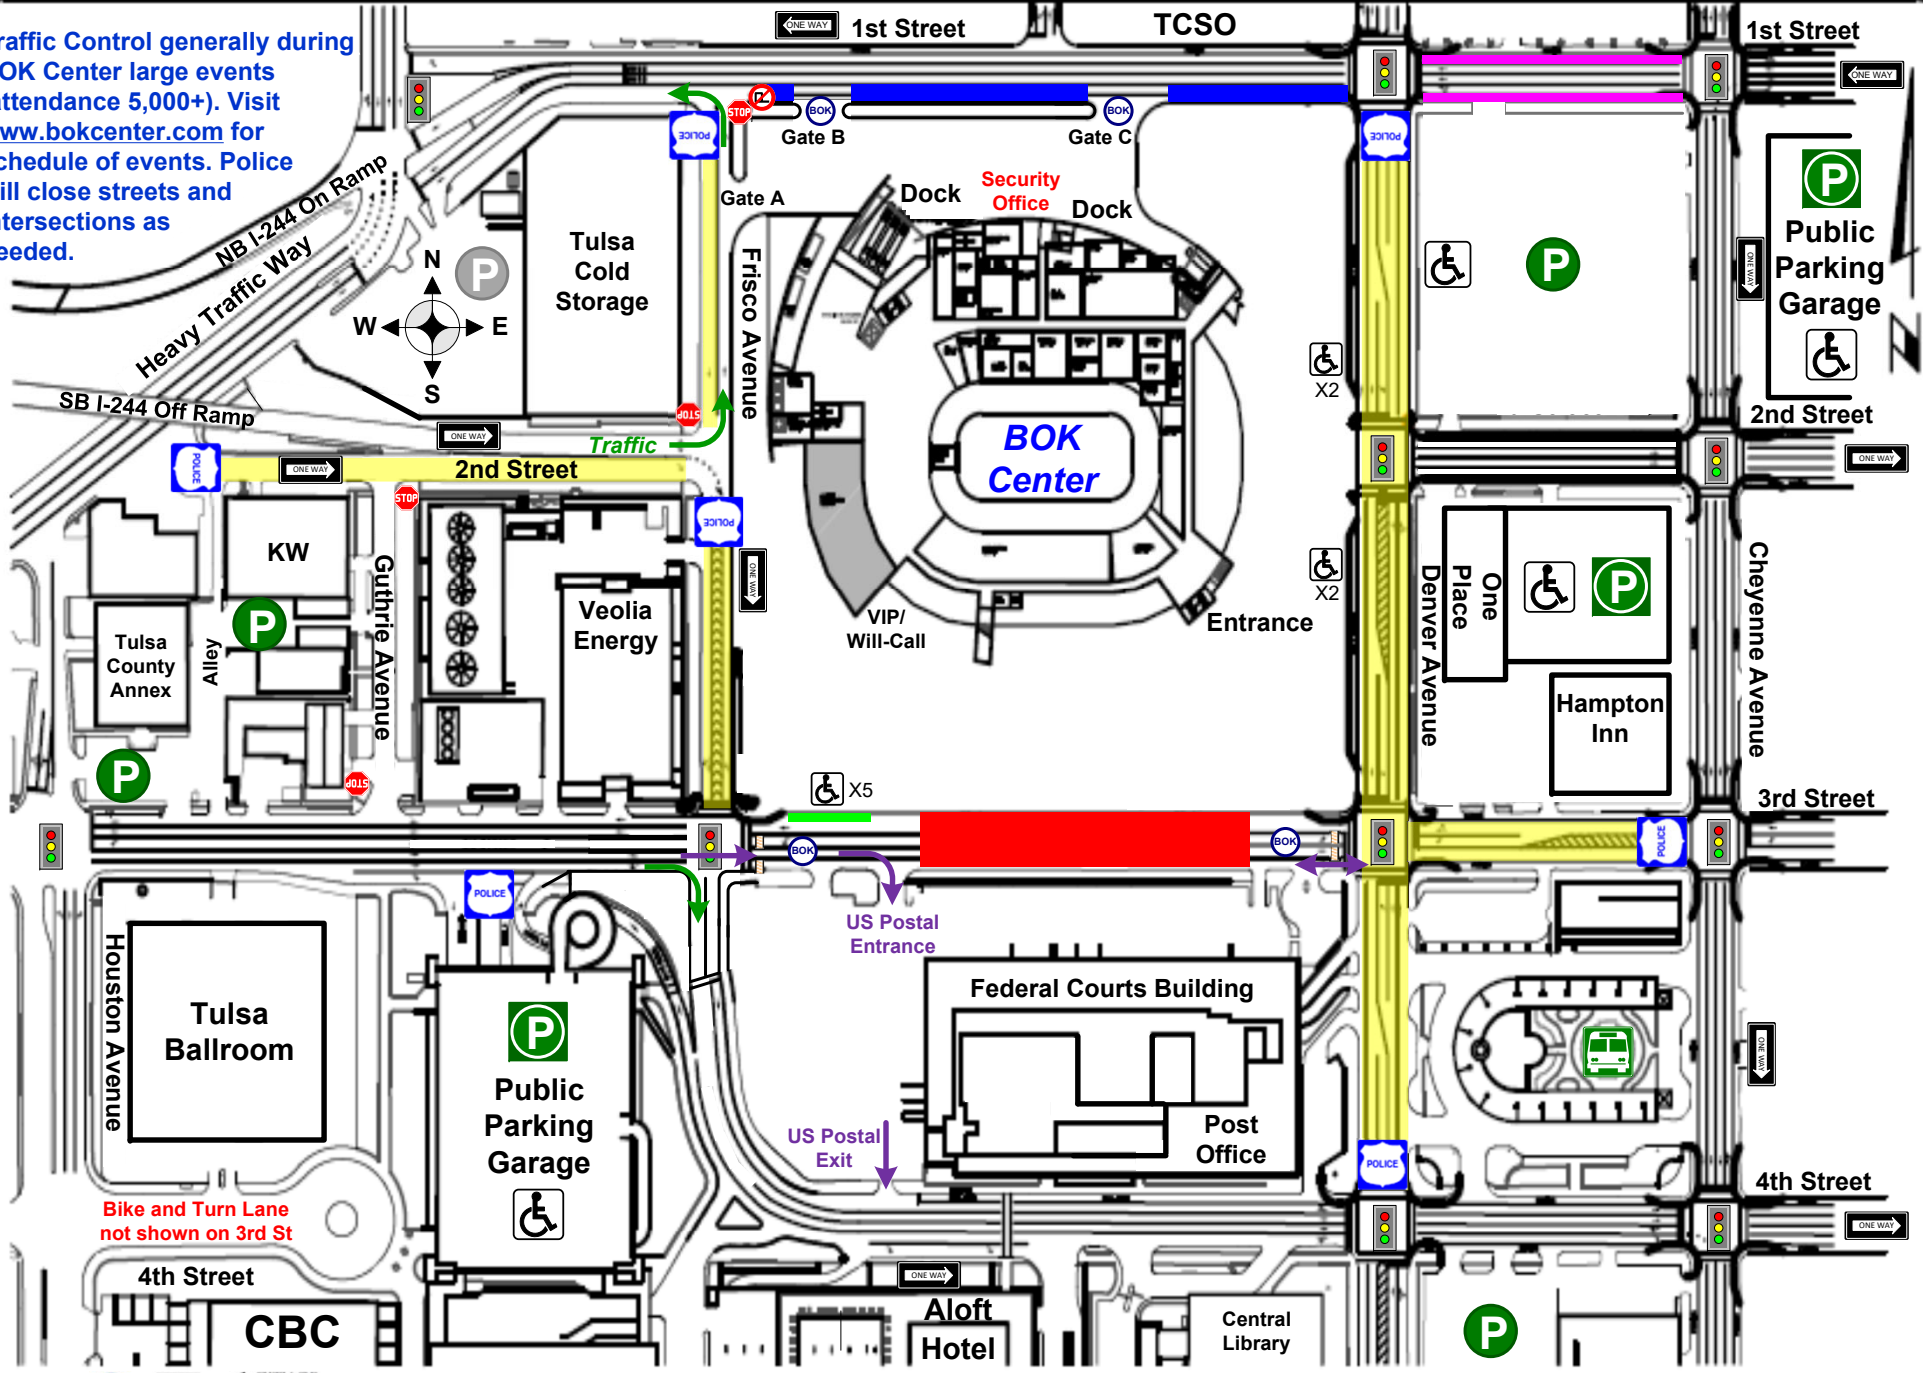 raffic Control generally during
OK Center large events
attendance 5,000+). Visit
ww.bokcenter.com for
chedule of events. Police
ill close streets and
ntersections as
eeded.
ONE WAY
1st Street
TCSO
1st Street
ONE WAY
STOP
BOK
BOK
Gate B
Gate C
POLICE
POLICE
Gate A
NB I-244 On Ramp
Heavy Traffic Way
SB I-244 Off Ramp
N
W
E
S
P
Tulsa
Cold
Storage
Frisco Avenue
Dock
Security
Office
Dock
P
P
Public
Parking
Garage
ONE WAY
X2
2nd Street
ONE WAY
STOP
Traffic
ONE WAY
ONE WAY
2nd Street
POLICE
POLICE
STOP
BOK
Center
KW
Guthrie Avenue
Veolia
Energy
ONE WAY
VIP/
Will-Call
Entrance
X2
Denver Avenue
One
Place
P
Hampton
Inn
Cheyenne Avenue
Tulsa
County
Annex
Alley
P
P
STOP
X5
3rd Street
BOK
BOK
POLICE
POLICE
US Postal
Entrance
Houston Avenue
Tulsa
Ballroom
P
Public
Parking
Garage
Federal Courts Building
Post
Office
US Postal
Exit
ONE WAY
POLICE
4th Street
ONE WAY
Bike and Turn Lane
not shown on 3rd St
4th Street
CBC
ONE WAY
Aloft
Hotel
Central
Library
P